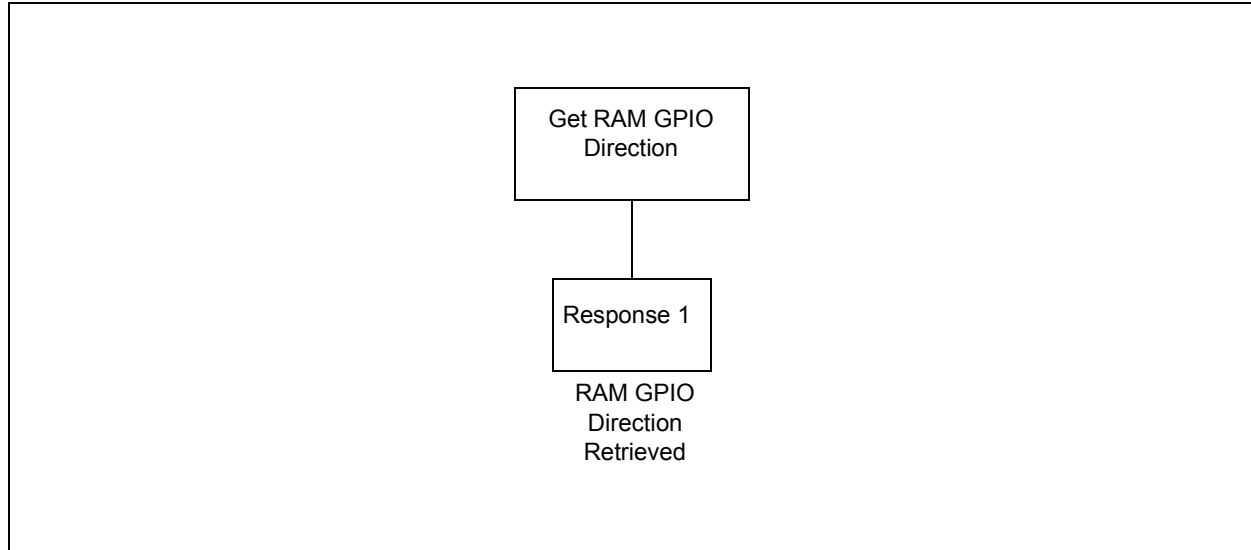 Get RAM GPIO
Direction
Response 1
RAM GPIO
Direction
Retrieved